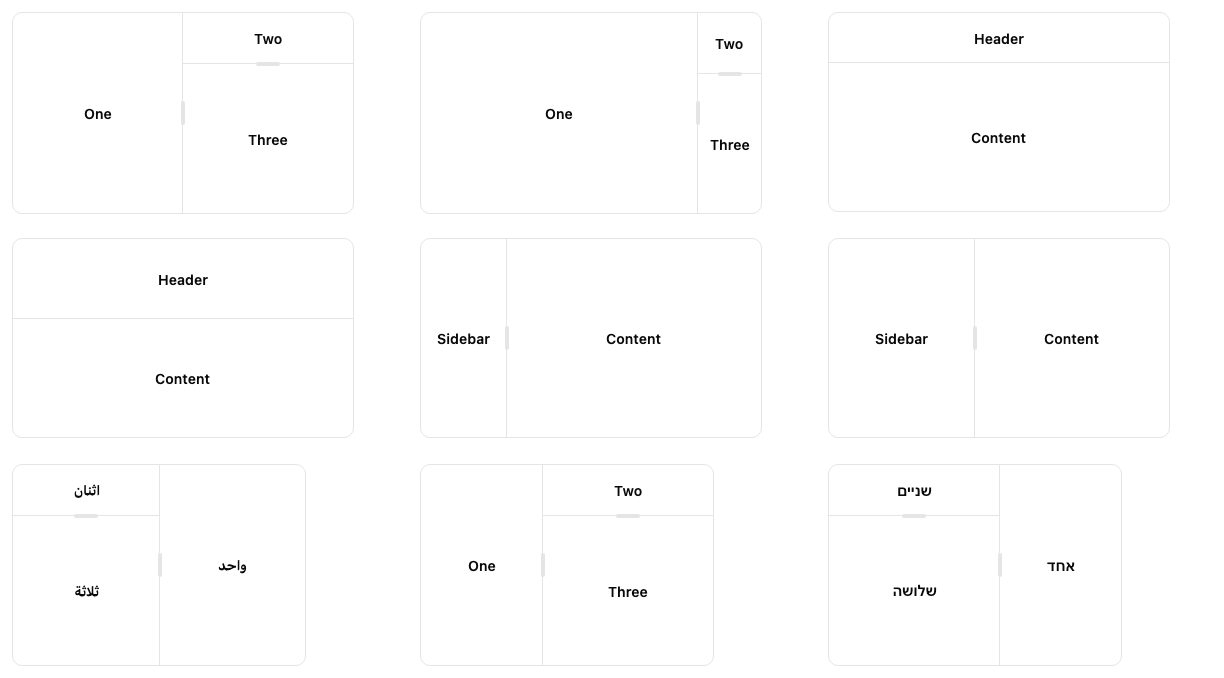 One
Two
Three
One
Two
Three
Header
Content
Header
Content
Sidebar
Content
Sidebar
Content
واحد
اثنان
ثلاثة
One
Two
Three
אחד
שניים
שלושה